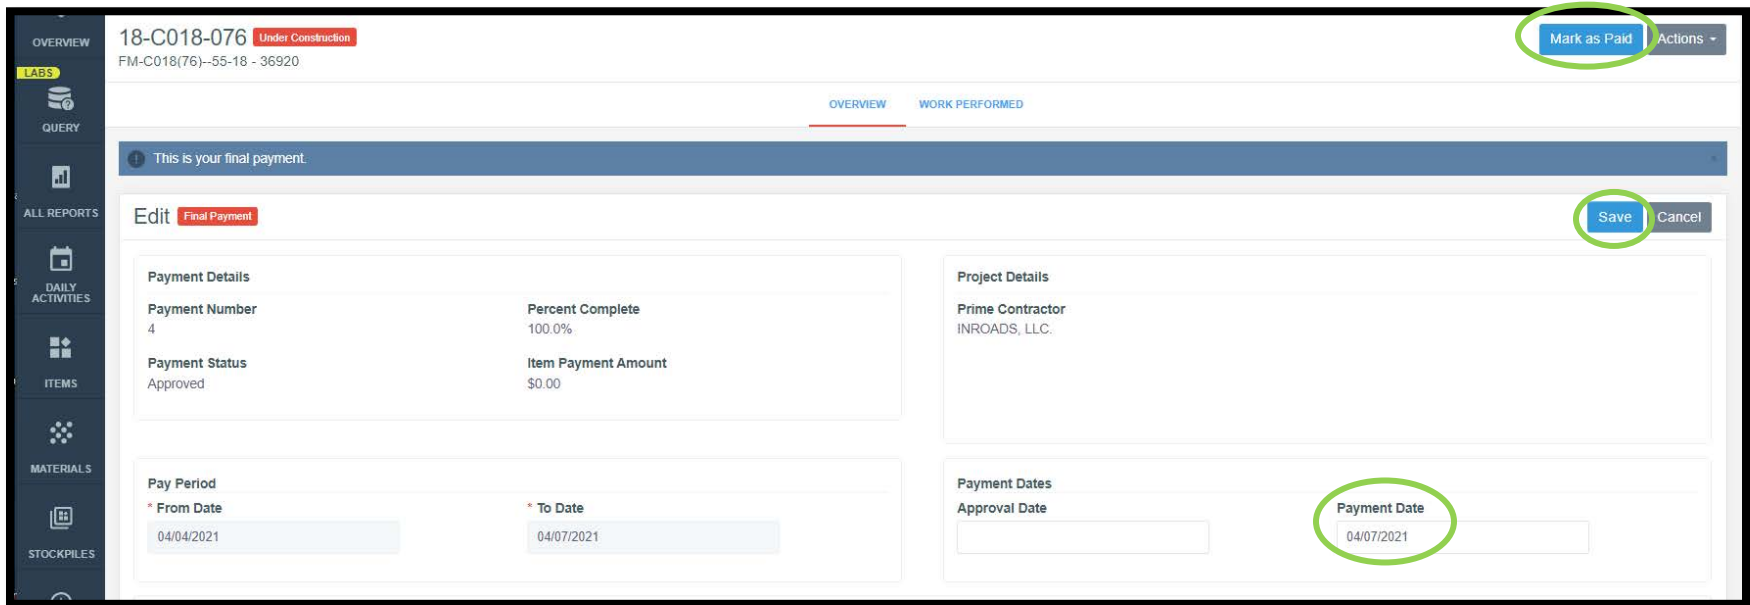 OVERVIEW
LABS
QUERY
ALL REPORTS
DAILY
ACTIVITIES
ITEMS
MATERIALS
STOCKPILES
18-C018-076 Under Construction
FM-C018(76)--55-18 - 36920
Mark as Paid Actions
OVERVIEW WORK PERFORMED
This is your final payment.
Edit Final Payment
Save Cancel
Payment Details
Payment Number Percent Complete
4 100.0%
Payment Status Item Payment Amount
Approved $0.00
Project Details
Prime Contractor
INROADS, LLC.
Pay Period
* From Date * To Date
04/04/2021 04/07/2021
Payment Dates
Approval Date Payment Date
04/07/2021